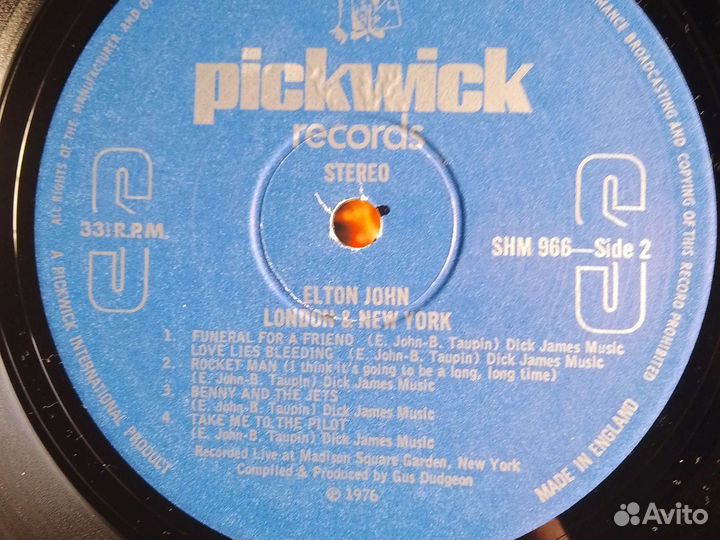 pickwick
records
STEREO
33⅓ R.P.M.
SHM 966—Side 2
ELTON JOHN
LONDON & NEW YORK
1. FUNERAL FOR A FRIEND (E. John-B. Taupin) Dick James Music
LOVE LIES BLEEDING (E. John-B. Taupin) Dick James Music
2. ROCKET MAN (I think it's going to be a long, long time)
(E. John-B. Taupin) Dick James Music
3. BENNY AND THE JETS
(E. John-B. Taupin) Dick James Music
4. TAKE ME TO THE PILOT
(E. John-B. Taupin) Dick James Music
Recorded Live at Madison Square Garden, New York
Compiled & Produced by Gus Dudgeon
℗ 1976
A PICKWICK INTERNATIONAL PRODUCT
ALL RIGHTS OF THE MANUFACTURER AND OF
BROADCASTING AND COPYING OF THIS RECORD PROHIBITED
MADE IN ENGLAND
Avito